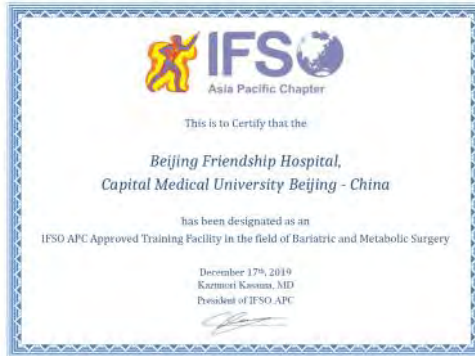 IFSO
Asia Pacific Chapter
This is to Certify that the
Beijing Friendship Hospital,
Capital Medical University Beijing - China
has been designated as an
IFSO APC Approved Training Facility in the field of Bariatric and Metabolic Surgery
December 17th, 2019
Kazunori Kasama, MD
President of IFSO APC